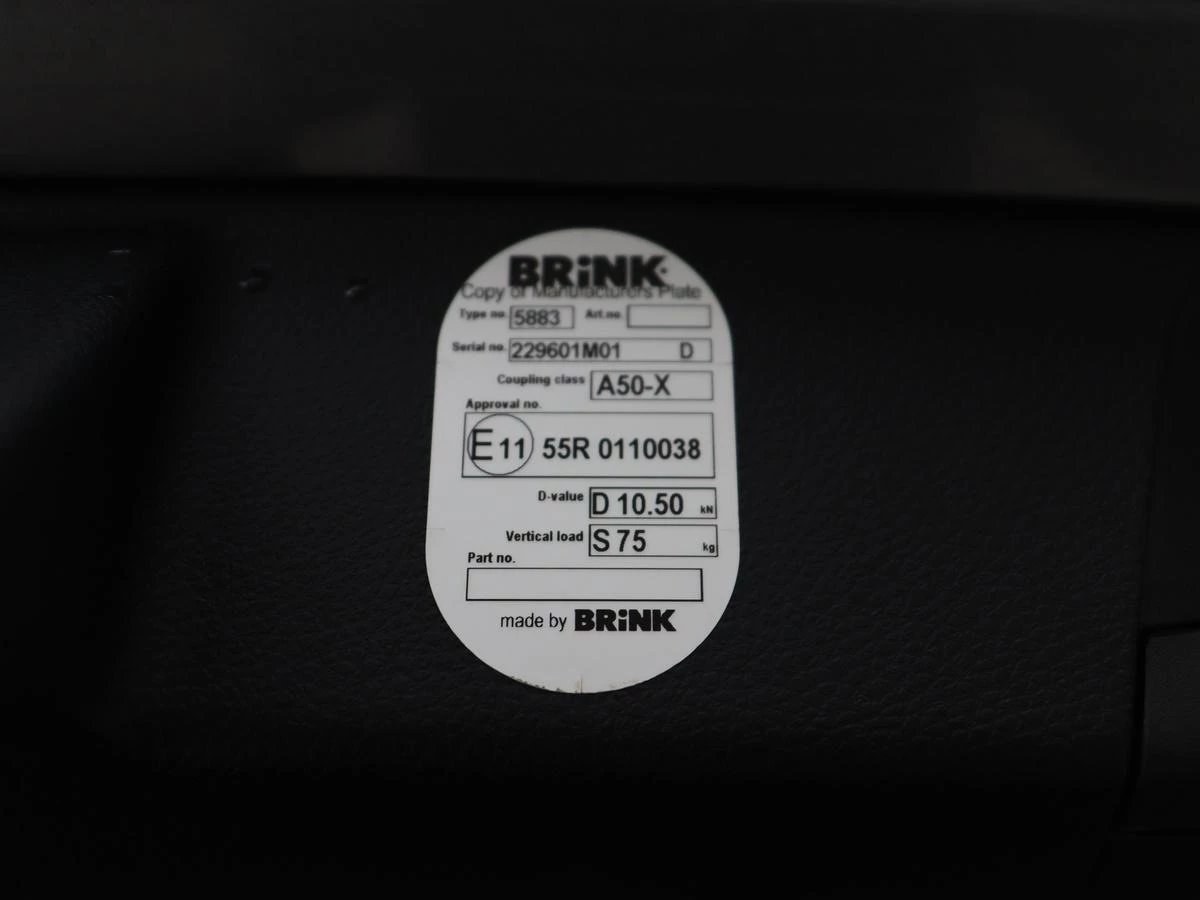 BRiNK
Copy of Manufacturers Plate
Type no. 5883 Art.no.
Serial no. 229601M01 D
Coupling class A50-X
Approval no.
E11 55R 0110038
D-value D 10.50 kN
Vertical load S 75 kg
Part no.
made by BRiNK